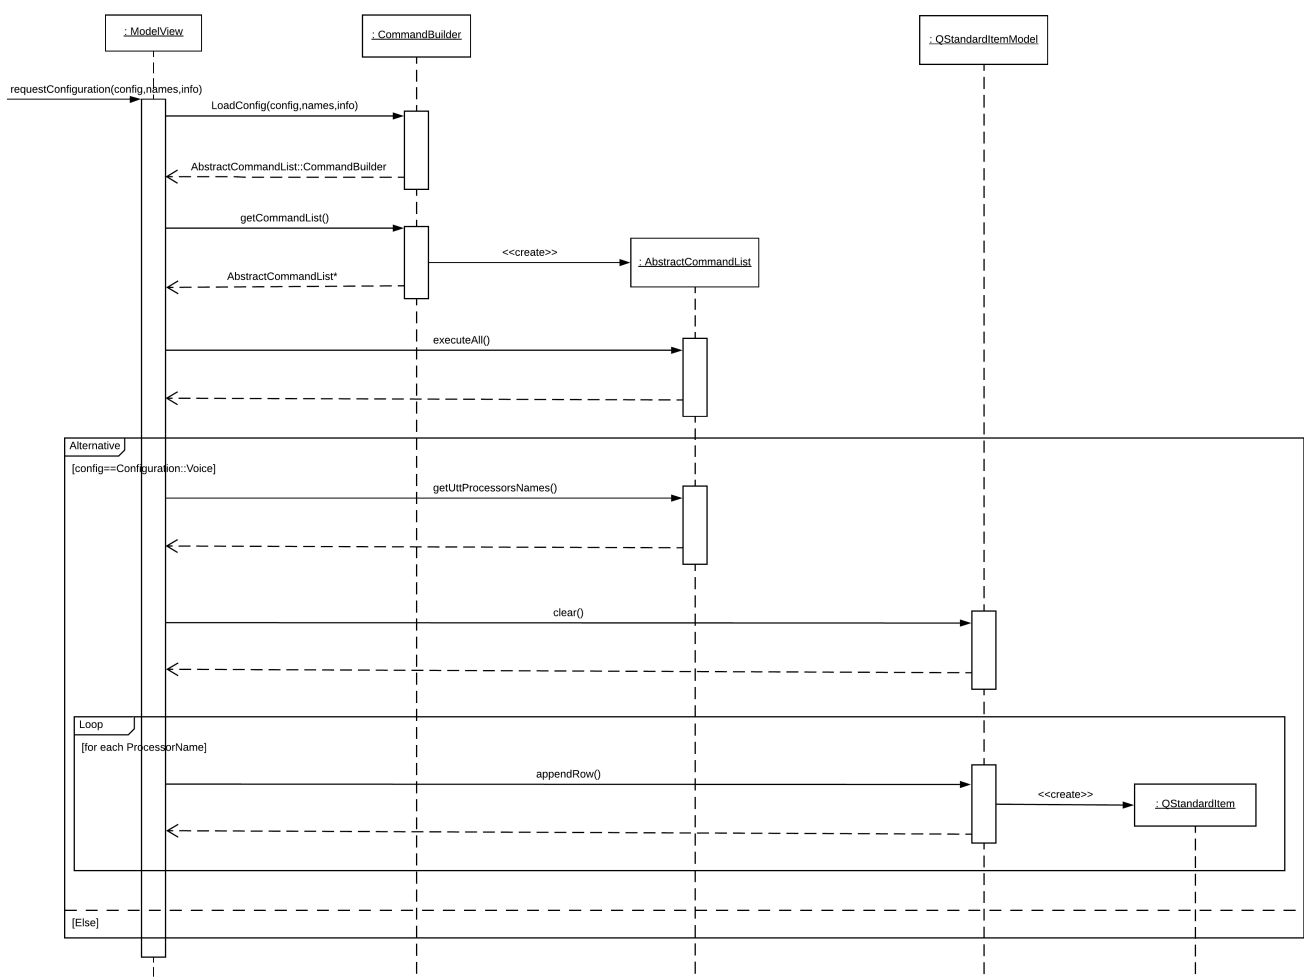 : ModelView
: CommandBuilder
: QStandardItemModel
requestConfiguration(config,names,info)
LoadConfig(config,names,info)
AbstractCommandList::CommandBuilder
getCommandList()
<<create>>
: AbstractCommandList
AbstractCommandList*
executeAll()
Alternative
[config==Configuration::Voice]
getUttProcessorsNames()
clear()
Loop
[for each ProcessorName]
appendRow()
<<create>>
: QStandardItem
[Else]